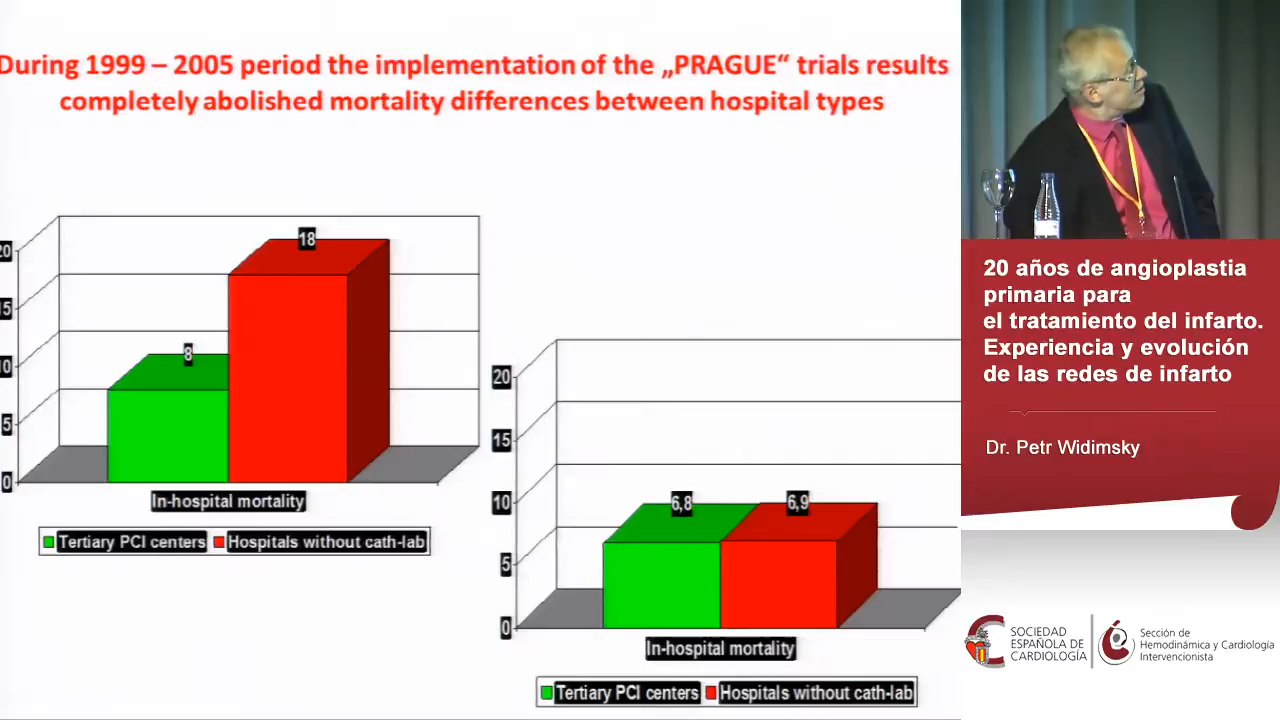 During 1999 – 2005 period the implementation of the „PRAGUE“ trials results
completely abolished mortality differences between hospital types
18
8
20
15
10
5
0
In-hospital mortality
Tertiary PCI centers
Hospitals without cath-lab
20
15
10
5
0
6,8
6,9
In-hospital mortality
Tertiary PCI centers
Hospitals without cath-lab
20 años de angioplastia
primaria para
el tratamiento del infarto.
Experiencia y evolución
de las redes de infarto
Dr. Petr Widimsky
SOCIEDAD
ESPAÑOLA DE
CARDIOLOGÍA
Sección de
Hemodinámica y Cardiología
Intervencionista